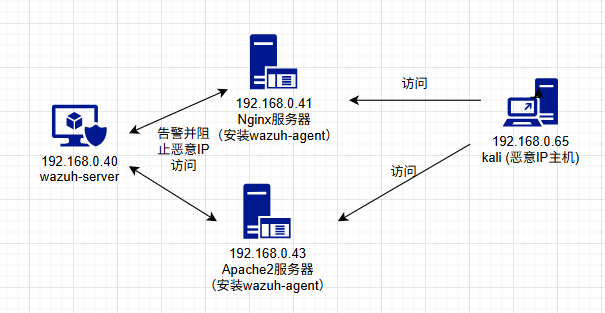 192.168.0.41
Nginx服务器
（安装wazuh-agent）
访问
告警并阻
止恶意IP
访问
192.168.0.40
wazuh-server
192.168.0.65
kali (恶意IP主机)
访问
192.168.0.43
Apache2服务器
（安装wazuh-agent）